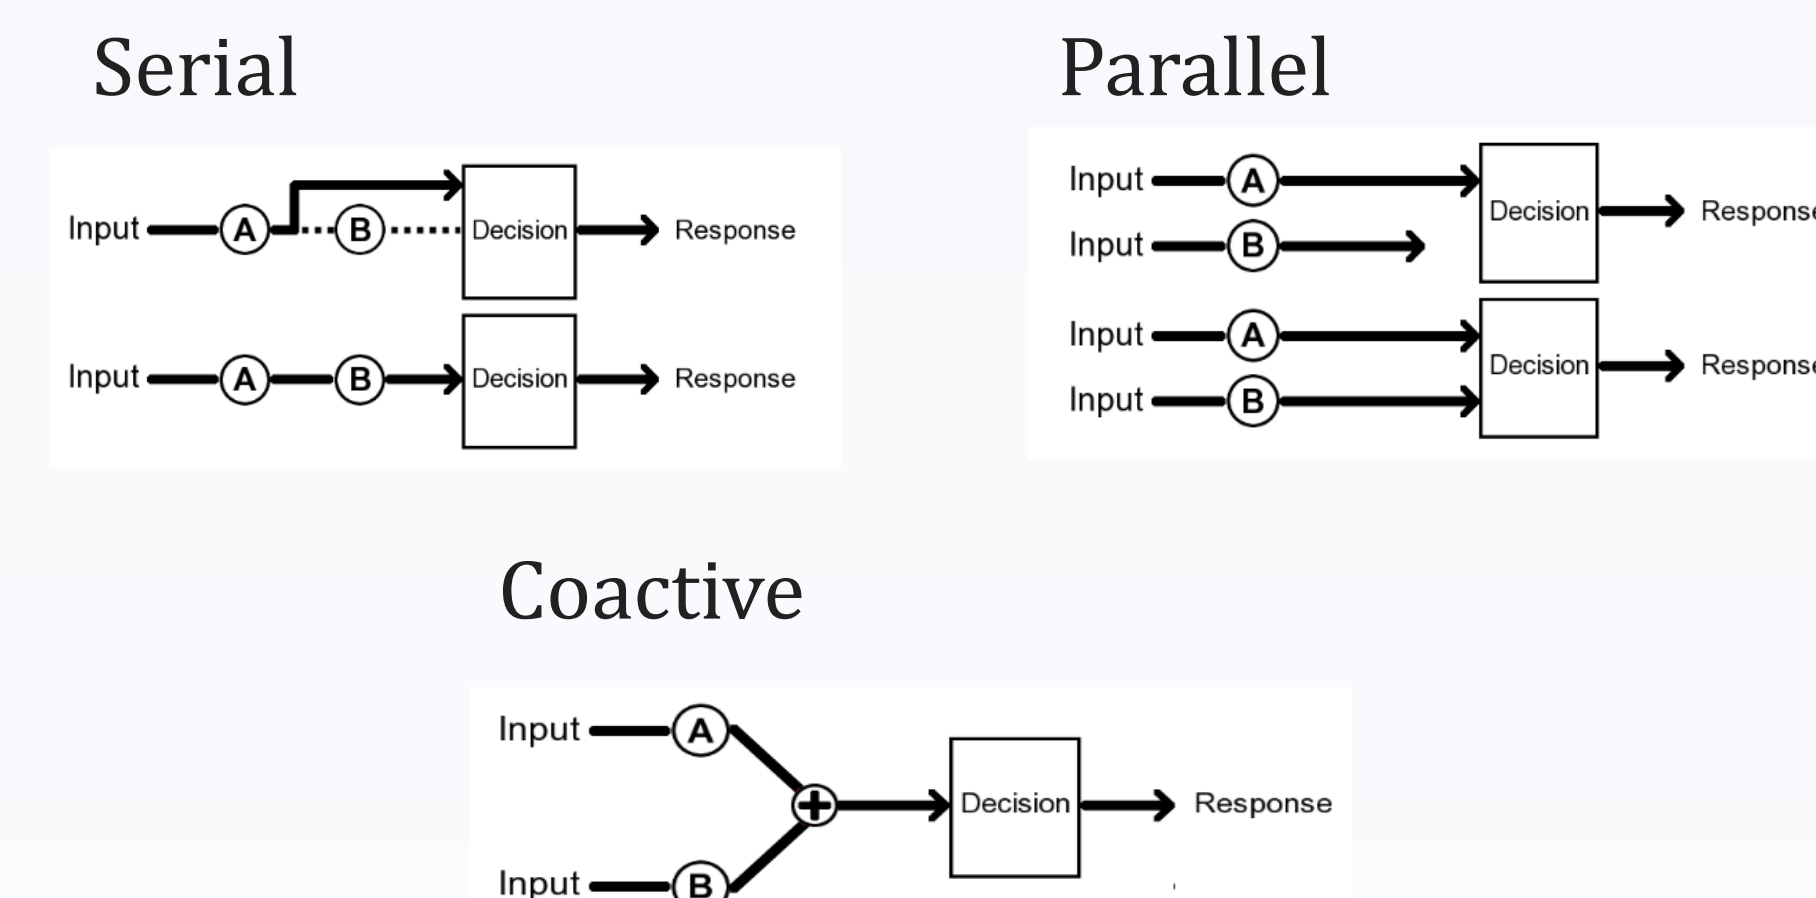 Serial
Input A B Decision Response
Input A B Decision Response
Parallel
Input A Decision Response
Input B
Input A Decision Response
Input B
Coactive
Input A
+ Decision Response
Input B